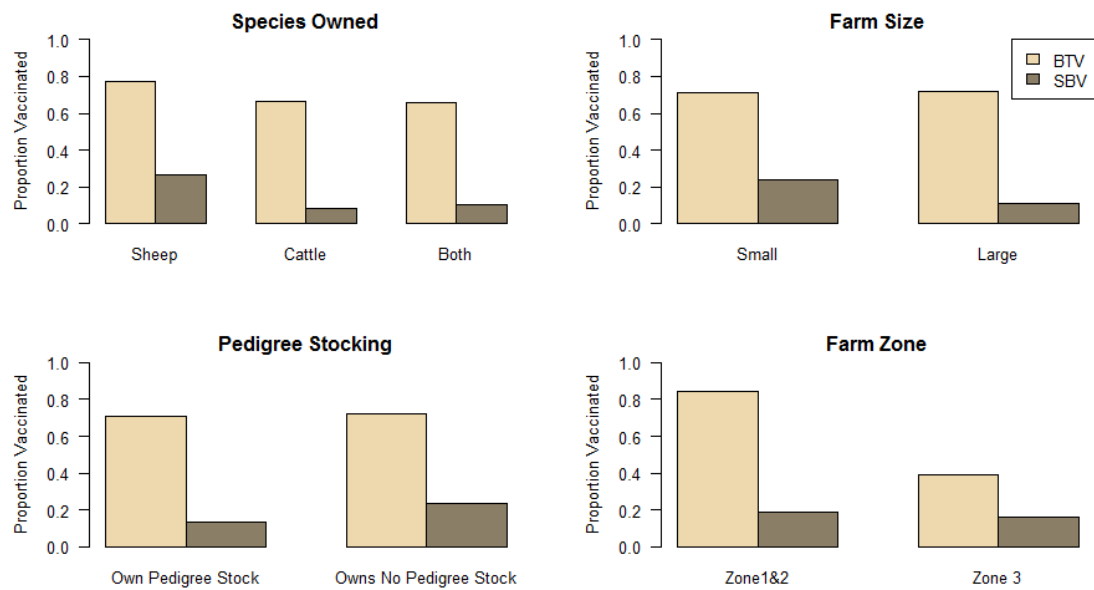 Species Owned
Proportion Vaccinated
1.0
0.8
0.6
0.4
0.2
0.0
Sheep Cattle Both
Farm Size
Proportion Vaccinated
1.0
0.8
0.6
0.4
0.2
0.0
Small Large
BTV
SBV
Pedigree Stocking
Proportion Vaccinated
1.0
0.8
0.6
0.4
0.2
0.0
Own Pedigree Stock Owns No Pedigree Stock
Farm Zone
Proportion Vaccinated
1.0
0.8
0.6
0.4
0.2
0.0
Zone1&2 Zone 3